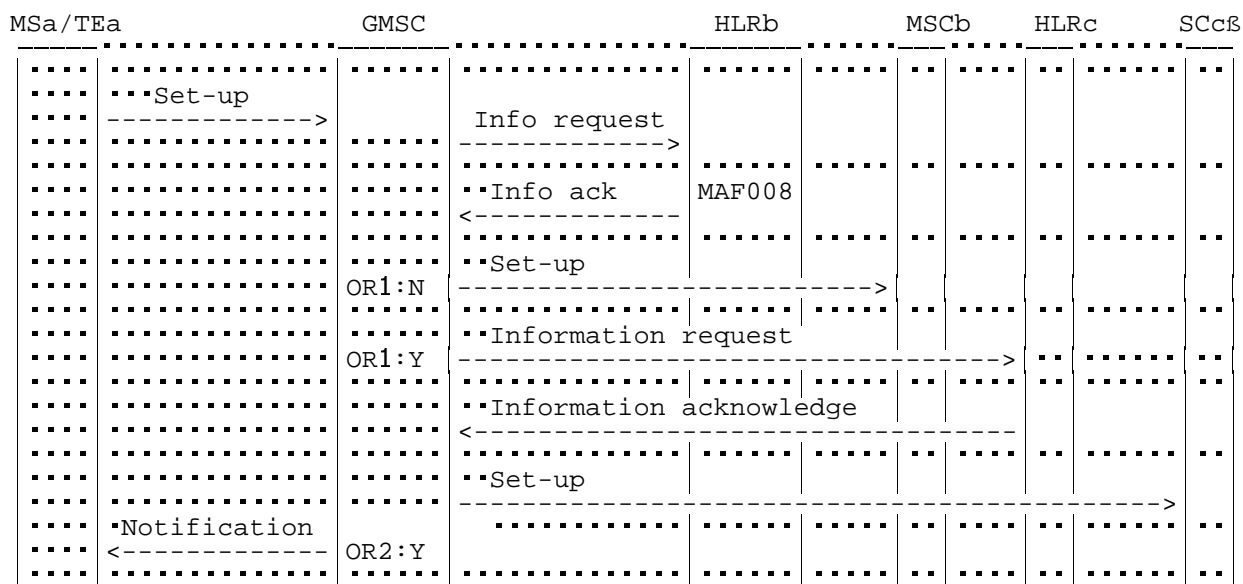 MSa/TEa GMSC HLRb MSCb HLRc SCcß
Set-up
-------------> Info request
------------->
Info ack MAF008
<-------------
Set-up
OR1:N -------------------------->
Information request
OR1:Y ---------------------------------->
Information acknowledge
<----------------------------------
Set-up
-------------------------------------------->
Notification
<------------- OR2:Y